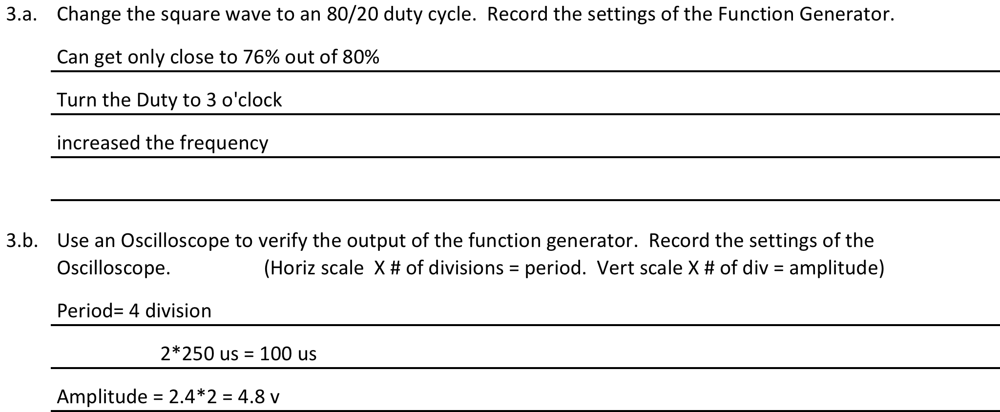 3.a. Change the square wave to an 80/20 duty cycle. Record the settings of the Function Generator.
Can get only close to 76% out of 80%
Turn the Duty to 3 o'clock
increased the frequency
3.b. Use an Oscilloscope to verify the output of the function generator. Record the settings of the
Oscilloscope. (Horiz scale X # of divisions = period. Vert scale X # of div = amplitude)
Period= 4 division
2*250 us = 100 us
Amplitude = 2.4*2 = 4.8 v